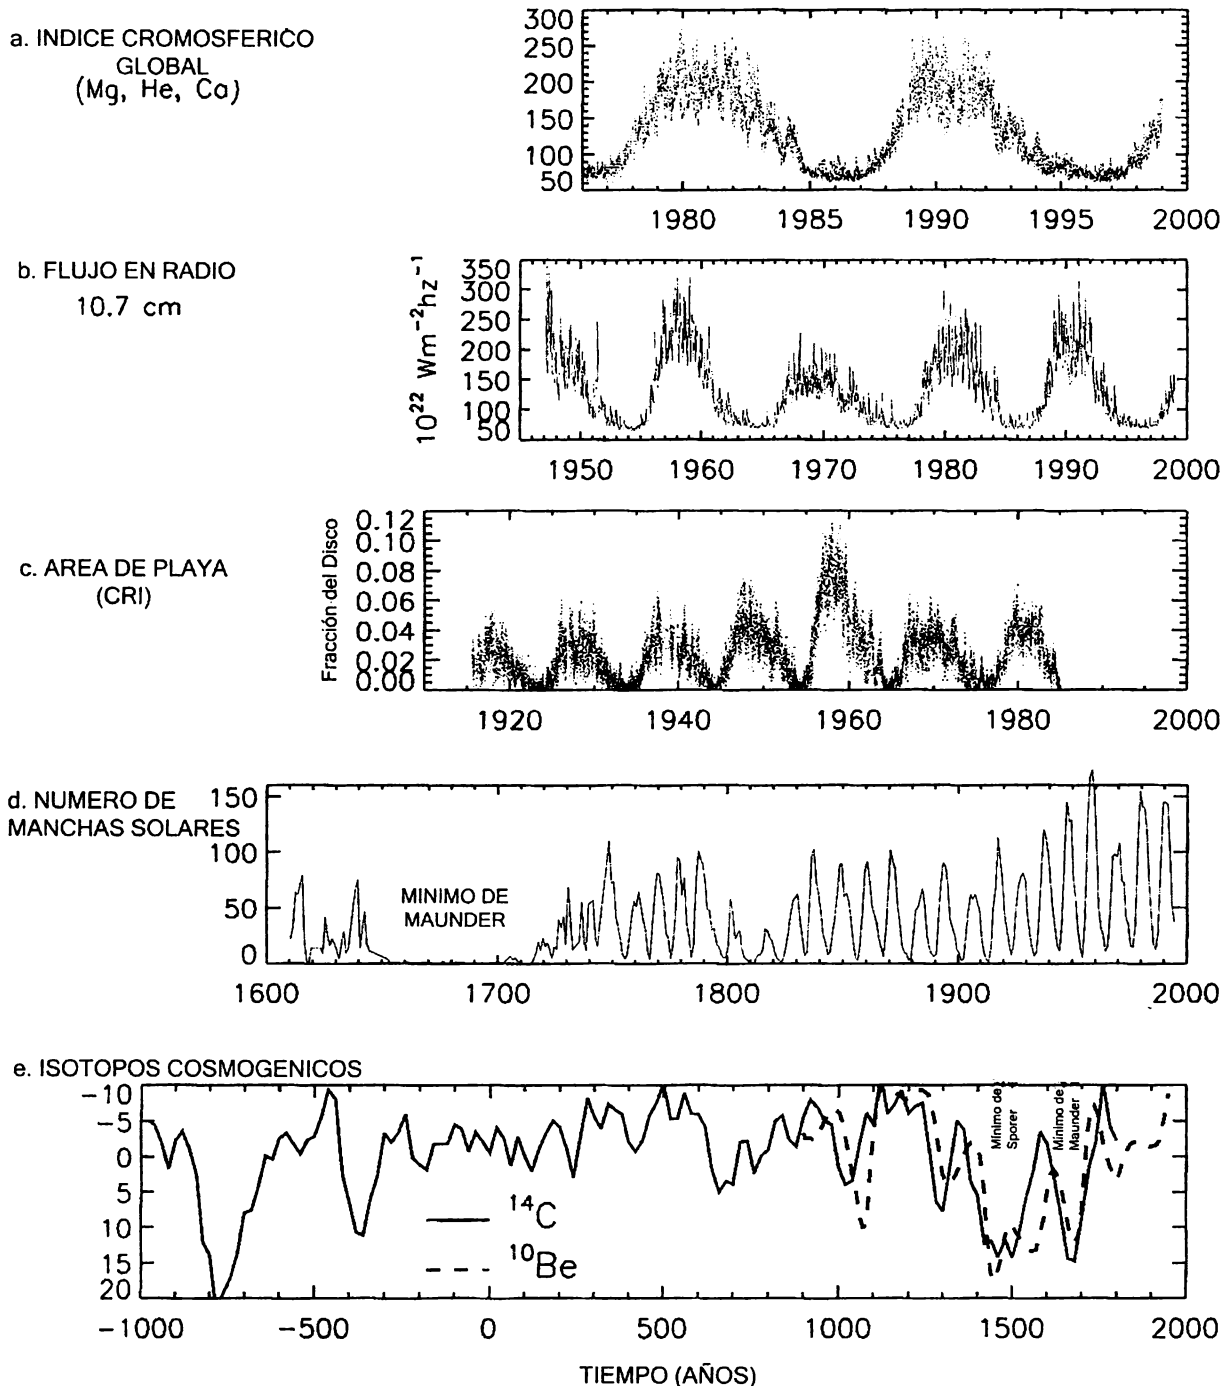 a. INDICE CROMOSFERICO
GLOBAL
(Mg, He, Ca)
300
250
200
150
100
50
1980 1985 1990 1995 2000
b. FLUJO EN RADIO
10.7 cm
10²² Wm⁻²hz⁻¹
350
300
200
150
100
50
1950 1960 1970 1980 1990 2000
c. AREA DE PLAYA
(CRI)
Fracción del Disco
0.12
0.10
0.08
0.06
0.04
0.02
0.00
1920 1940 1960 1980 2000
d. NUMERO DE
MANCHAS SOLARES
150
100
50
0
MINIMO DE
MAUNDER
1600 1700 1800 1900 2000
e. ISOTOPOS COSMOGENICOS
-10
-5
0
5
10
15
20
¹⁴C
¹⁰Be
Mínimo de
Sporer
Mínimo de
Maunder
-1000 -500 0 500 1000 1500 2000
TIEMPO (AÑOS)